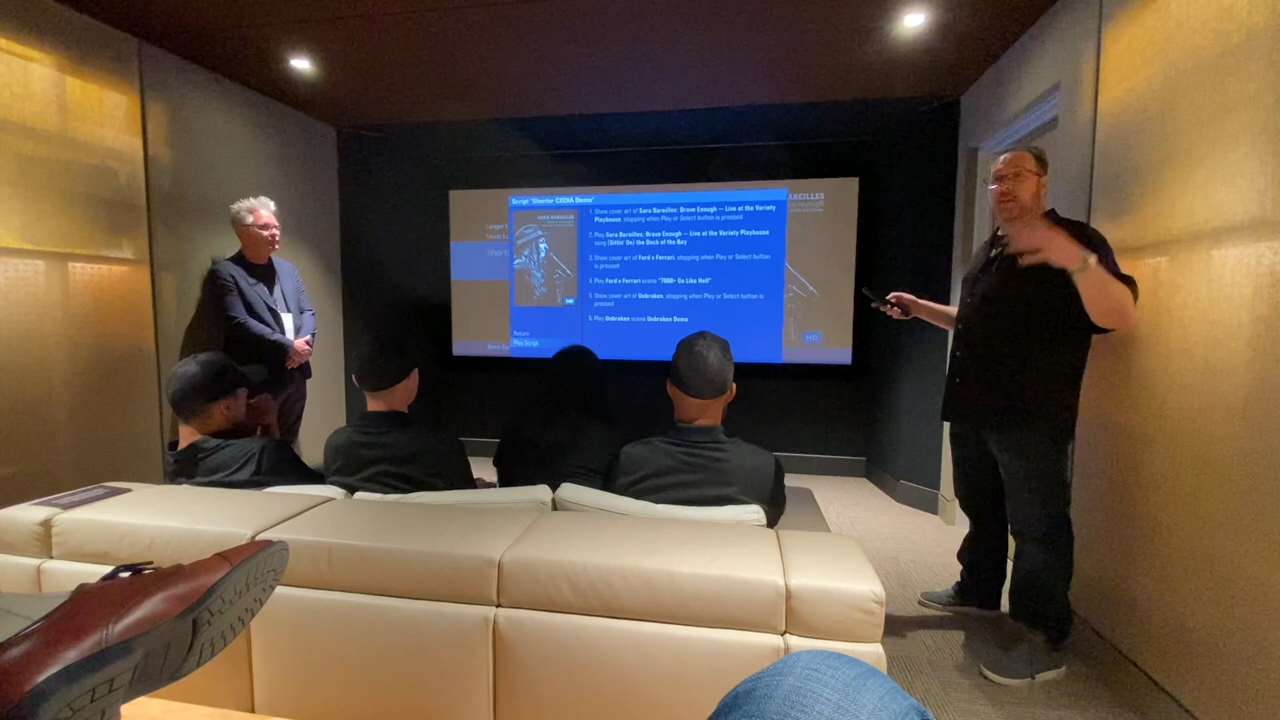 Script "Shorter CEDIA Demo"
SARA BAREILLES
HD
1. Show cover art of Sara Bareilles: Brave Enough — Live at the Variety
Playhouse, stopping when Play or Select button is pressed
2. Play Sara Bareilles: Brave Enough — Live at the Variety Playhouse
song (Sittin' On) the Dock of the Bay
3. Show cover art of Ford v Ferrari, stopping when Play or Select button
is pressed
4. Play Ford v Ferrari scene "7000+ Go Like Hell"
5. Show cover art of Unbroken, stopping when Play or Select button is
pressed
6. Play Unbroken scene Unbroken Demo
Return
Play Script
AREILLES
HD